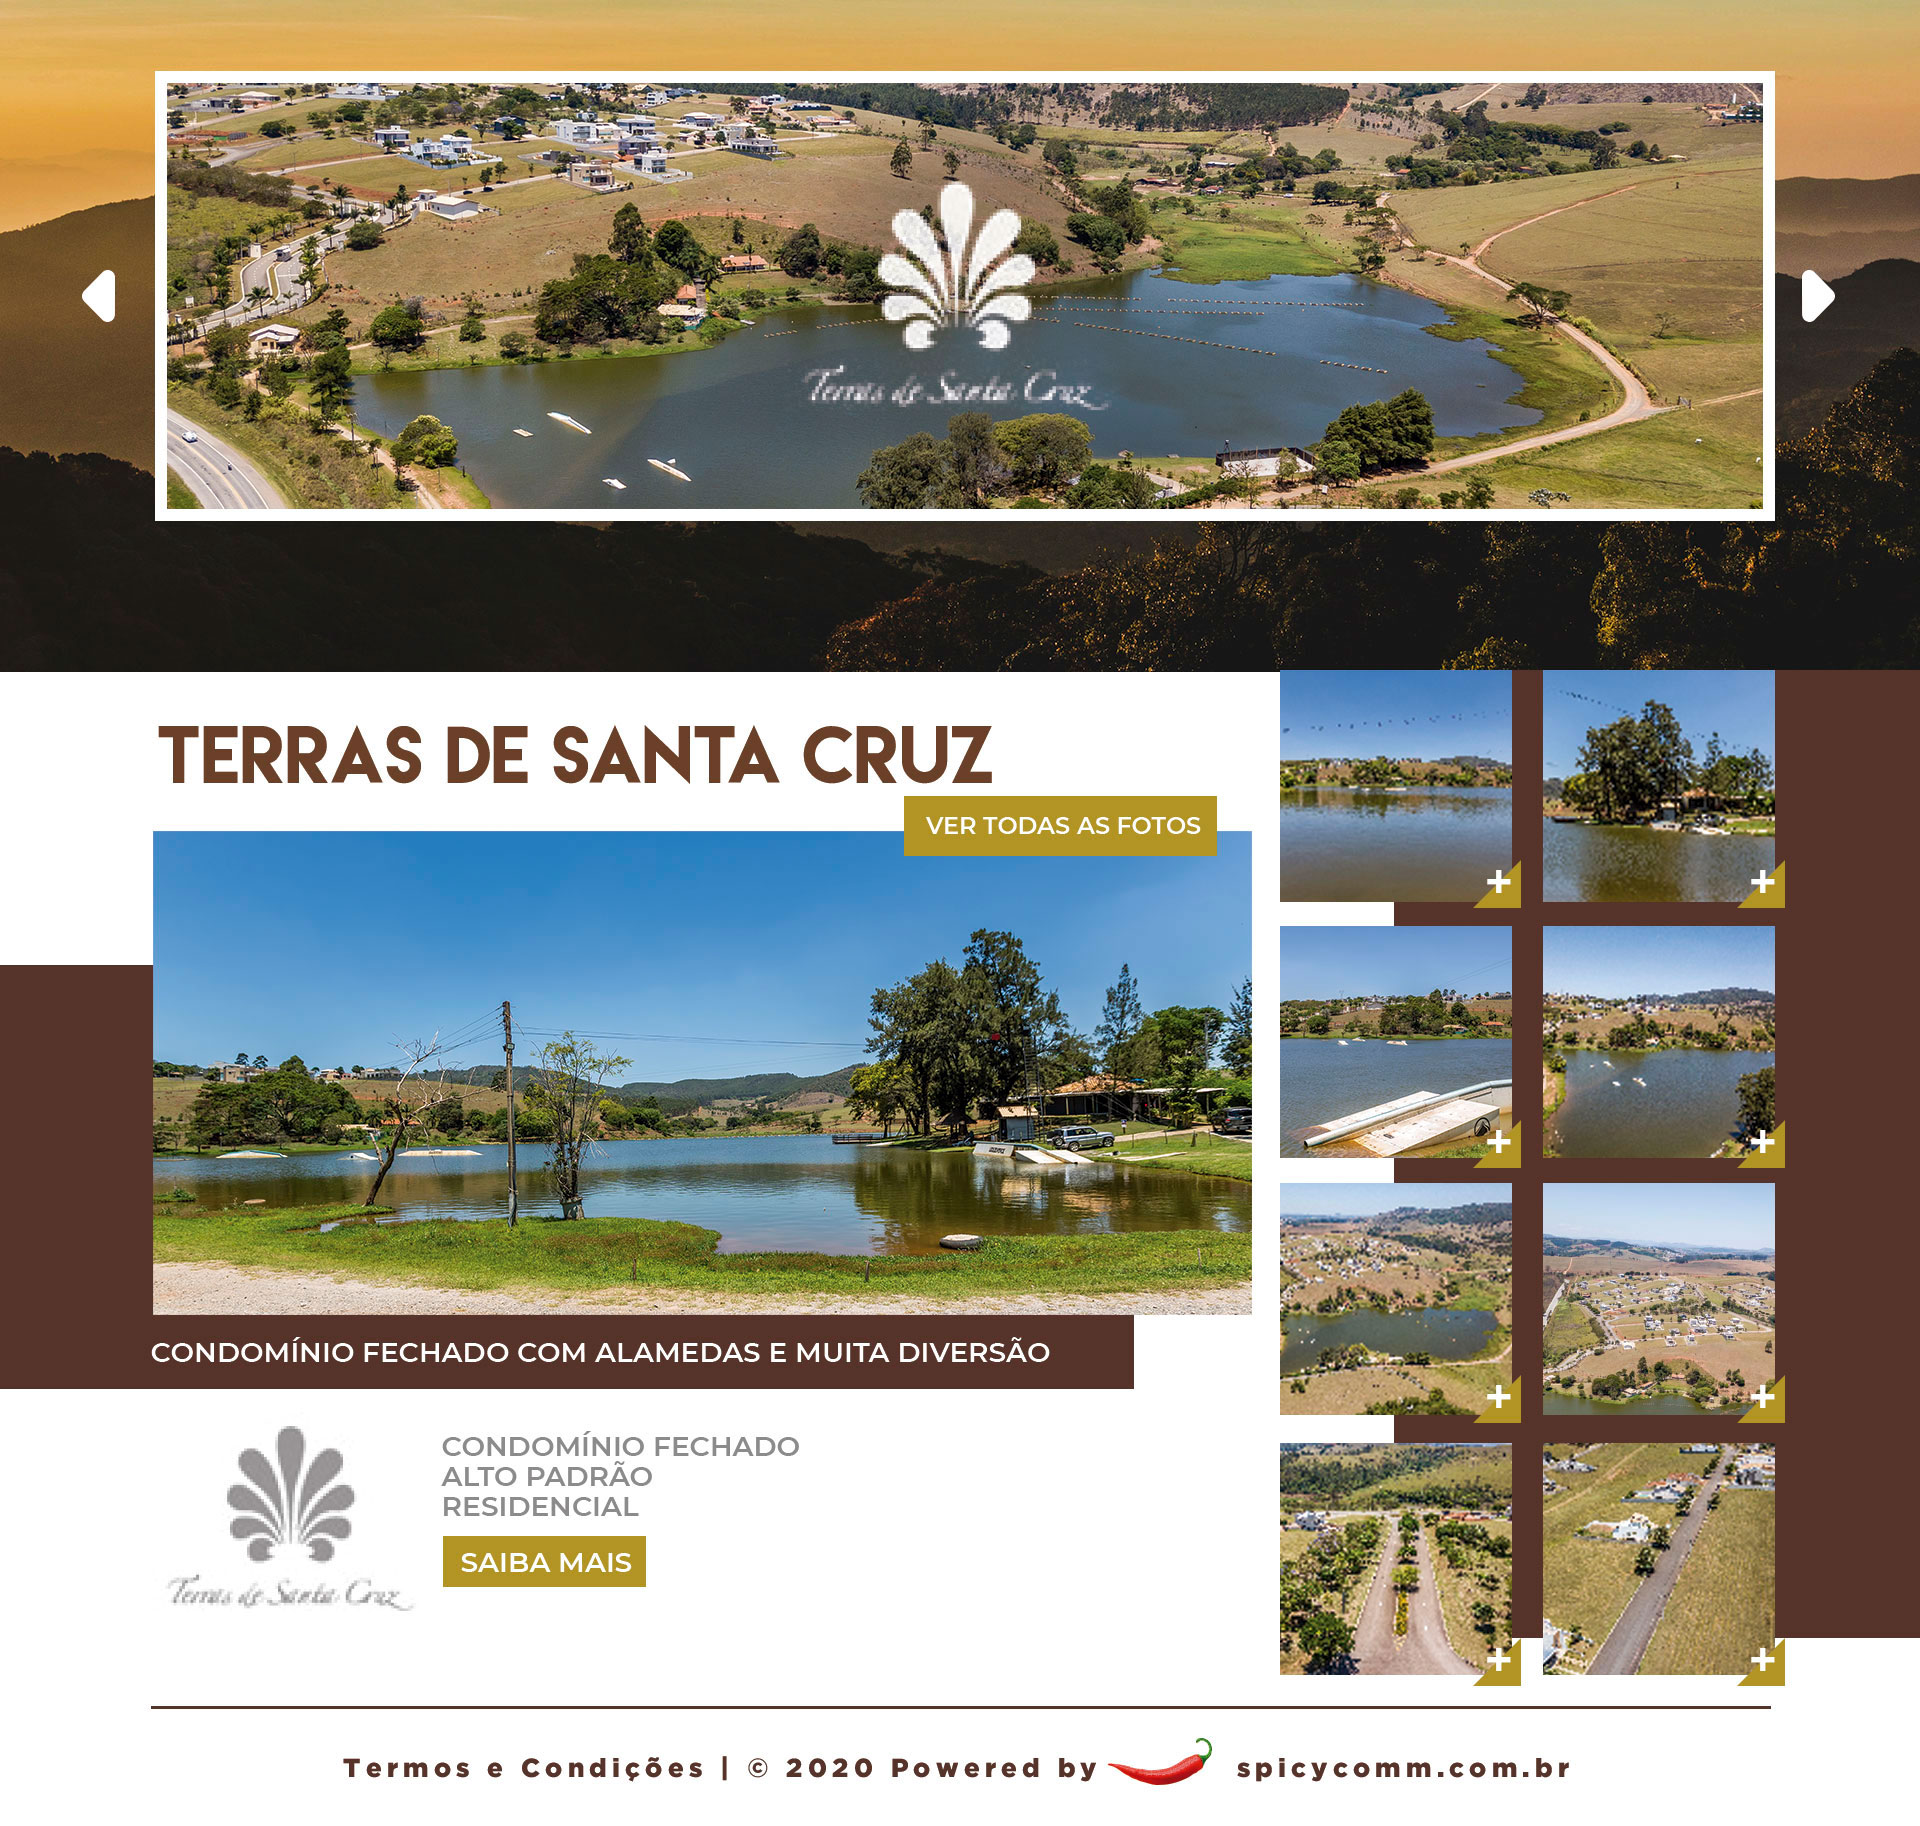 Terras de Santa Cruz
TERRAS DE SANTA CRUZ
VER TODAS AS FOTOS
CONDOMÍNIO FECHADO COM ALAMEDAS E MUITA DIVERSÃO
Terras de Santa Cruz
CONDOMÍNIO FECHADO
ALTO PADRÃO
RESIDENCIAL
SAIBA MAIS
Termos e Condições | © 2020 Powered by spicycomm.com.br